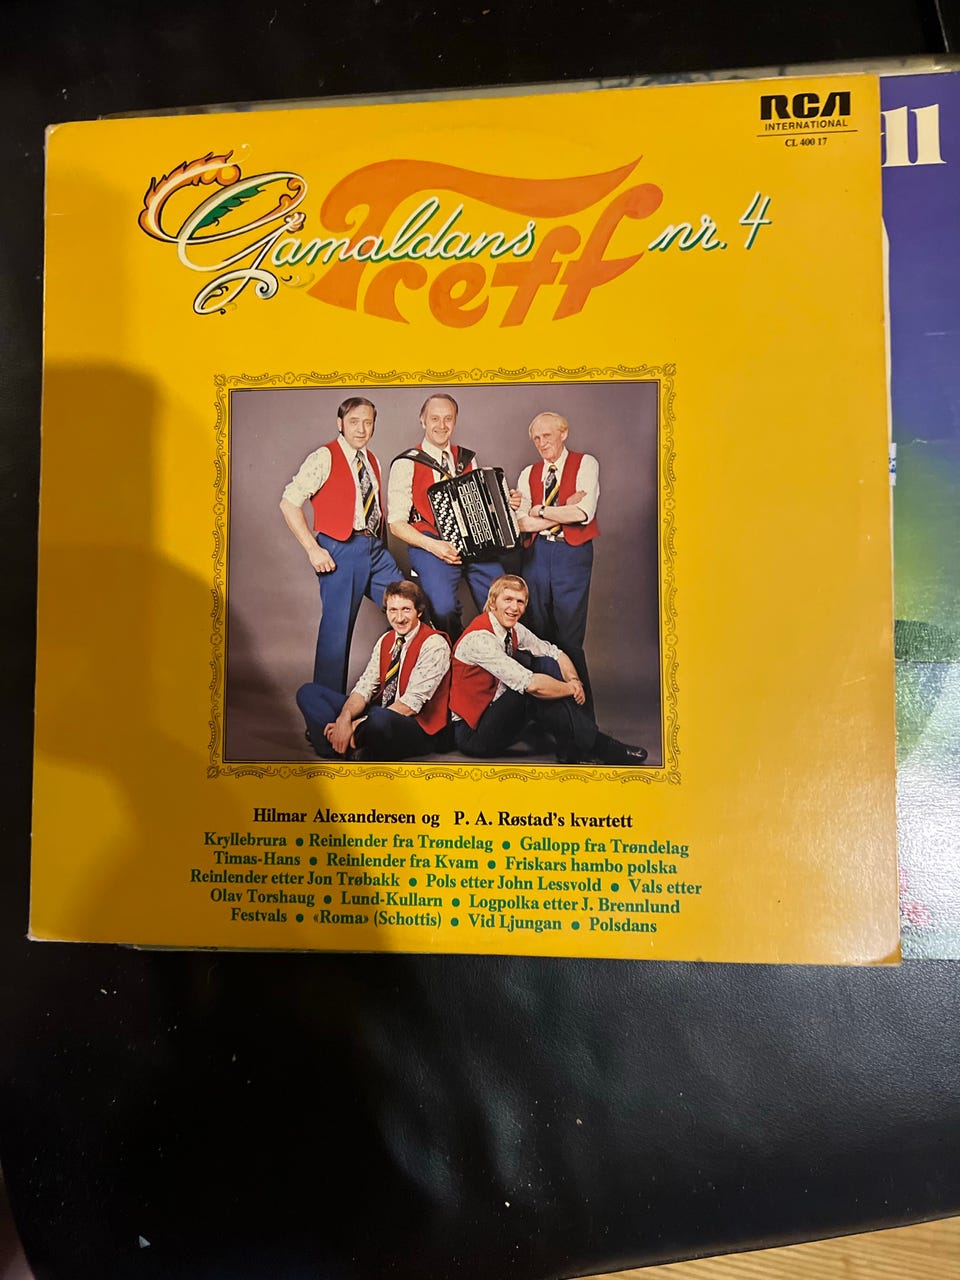 RCA
INTERNATIONAL
CL 400 17
Gamaldans
Treff
nr. 4
Hilmar Alexandersen og P. A. Røstad's kvartett
Kryllebrura ● Reinlender fra Trøndelag ● Gallopp fra Trøndelag
Timas-Hans ● Reinlender fra Kvam ● Friskars hambo polska
Reinlender etter Jon Trøbakk ● Pols etter John Lessvold ● Vals etter
Olav Torshaug ● Lund-Kullarn ● Logpolka etter J. Brennlund
Festvals ● «Roma» (Schottis) ● Vid Ljungan ● Polsdans